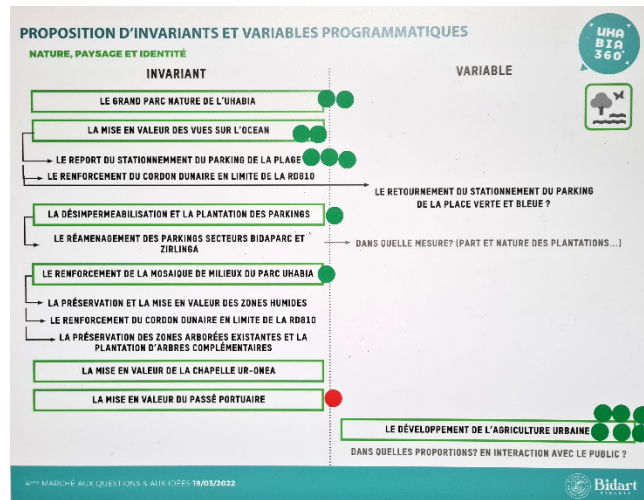 PROPOSITION D'INVARIANTS ET VARIABLES PROGRAMMATIQUES
NATURE, PAYSAGE ET IDENTITÉ
UHA
BIA
360°
INVARIANT
VARIABLE
LE GRAND PARC NATURE DE L'UHABIA
LA MISE EN VALEUR DES VUES SUR L'OCEAN
LE REPORT DU STATIONNEMMENT DU PARKING DE LA PLAGE
LE RENFORCEMENT DU CORDON DUNAIRE EN LIMITE DE LA RD810
LE RETOURNEMENT DU STATIONNEMENT DU PARKING
DE LA PLACE VERTE ET BLEUE ?
LA DÉSIMPERMEABILISATION ET LA PLANTATION DES PARKINGS
LE RÉAMENAGEMENT DES PARKINGS SECTEURS BIDAPARC ET
ZIRLINGA
DANS QUELLE MESURE? (PART ET NATURE DES PLANTATIONS...)
LE RENFORCEMENT DE LA MOSAIQUE DE MILIEUX DU PARC UHABIA
LA PRÉSERVATION ET LA MISE EN VALEUR DES ZONES HUMIDES
LE RENFORCEMENT DU CORDON DUNAIRE EN LIMITE DE LA RD810
LA PRÉSERVATION DES ZONES ARBORÉES EXISTANTES ET LA
PLANTATION D'ARBRES COMPLÉMENTAIRES
LA MISE EN VALEUR DE LA CHAPELLE UR-ONEA
LA MISE EN VALEUR DU PASSÉ PORTUAIRE
LE DÉVELOPPEMENT DE L'AGRICULTURE URBAINE
DANS QUELLES PROPORTIONS? EN INTERACTION AVEC LE PUBLIC ?
4ème MARCHÉ AUX QUESTIONS & AUX IDÉES 19/03/2022
Bidart